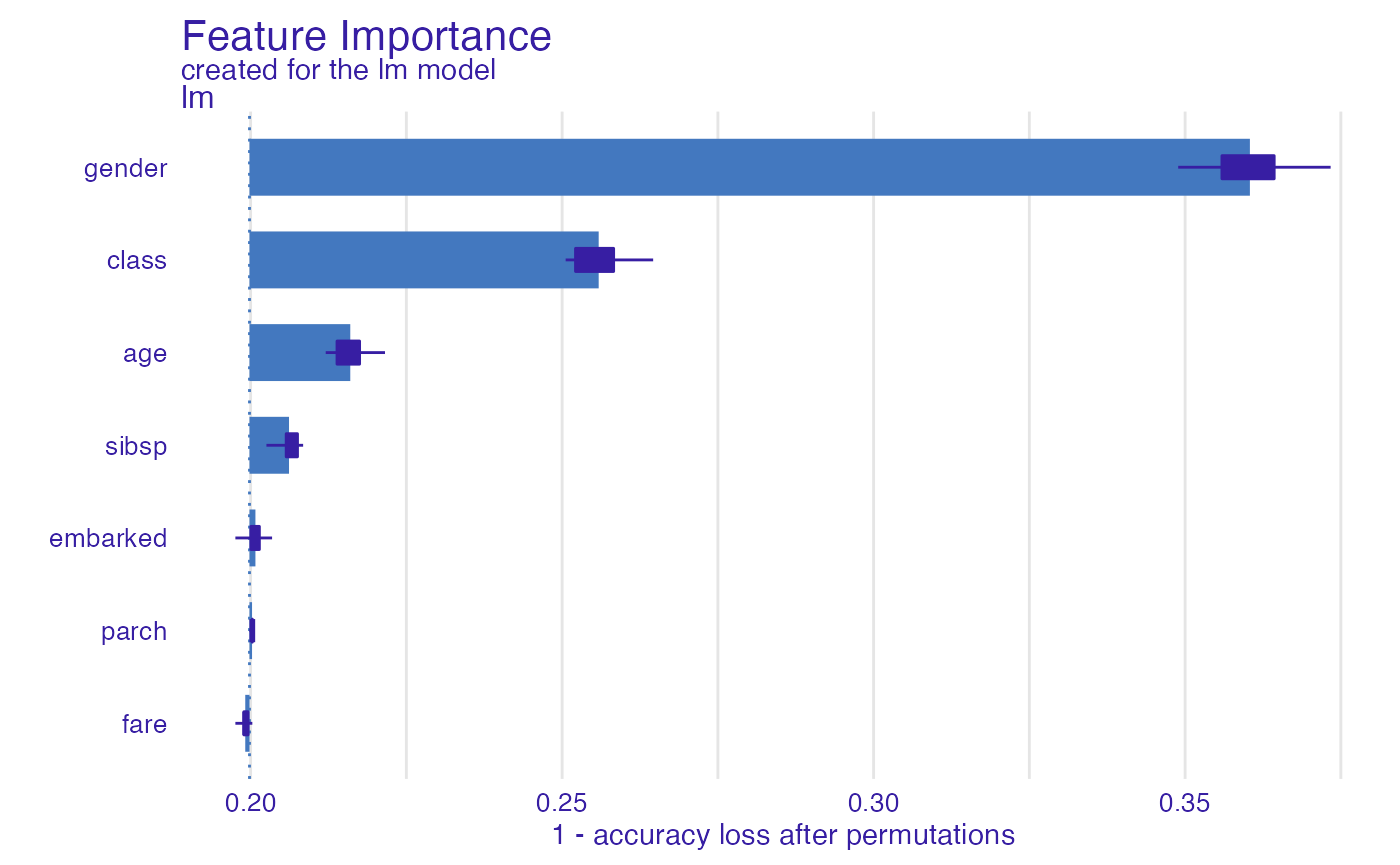 Feature Importance
created for the lm model
lm
gender
class
age
sibsp
embarked
parch
fare
0.20 0.25 0.30 0.35
1 - accuracy loss after permutations